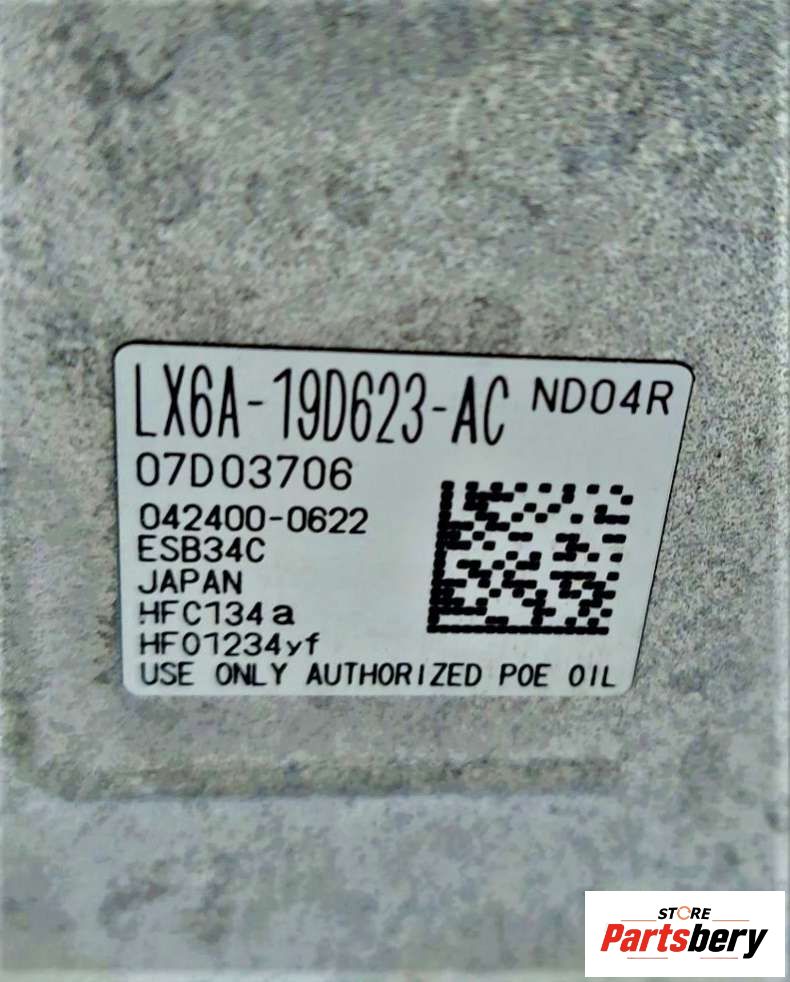 LX6A-19D623-AC ND04R
07D03706
042400-0622
ESB34C
JAPAN
HFC134a
HFO1234yf
USE ONLY AUTHORIZED POE OIL
STORE
Partsbery